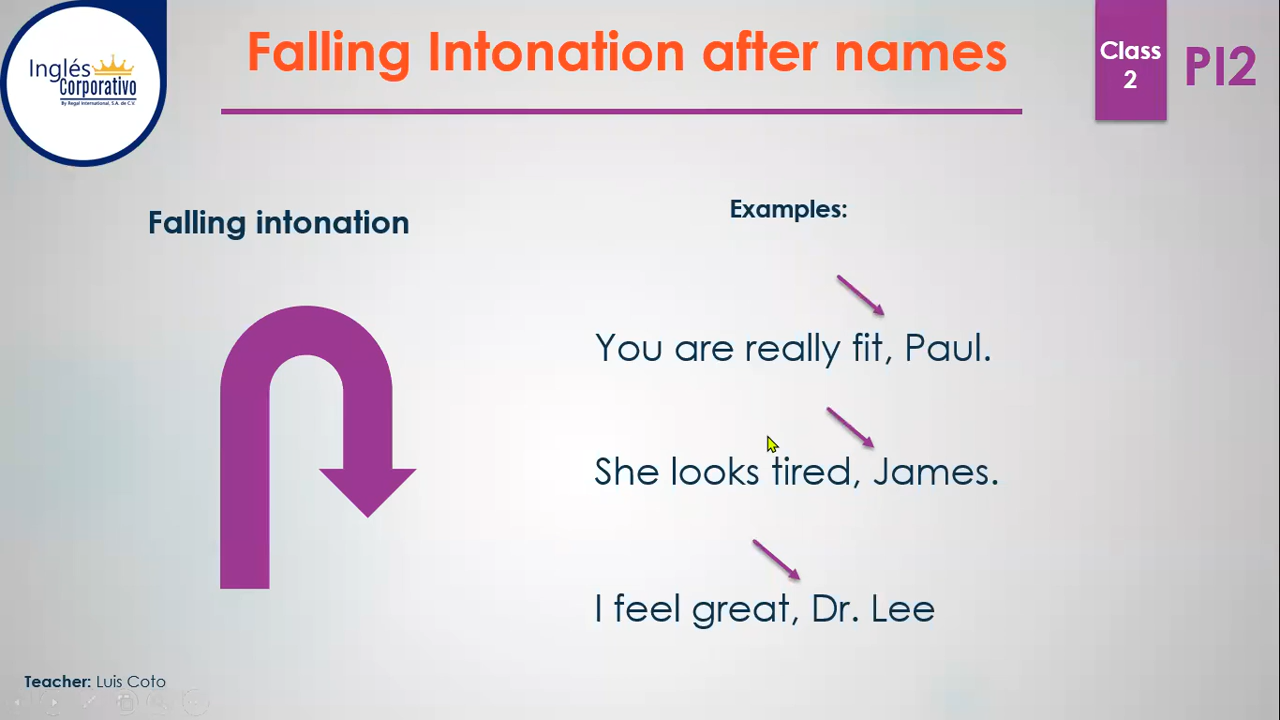 Inglés
Corporativo
By Regal International, S.A. de C.V.
Falling Intonation after names
Class
2
PI2
Falling intonation
Examples:
You are really fit, Paul.
She looks tired, James.
I feel great, Dr. Lee
Teacher: Luis Coto